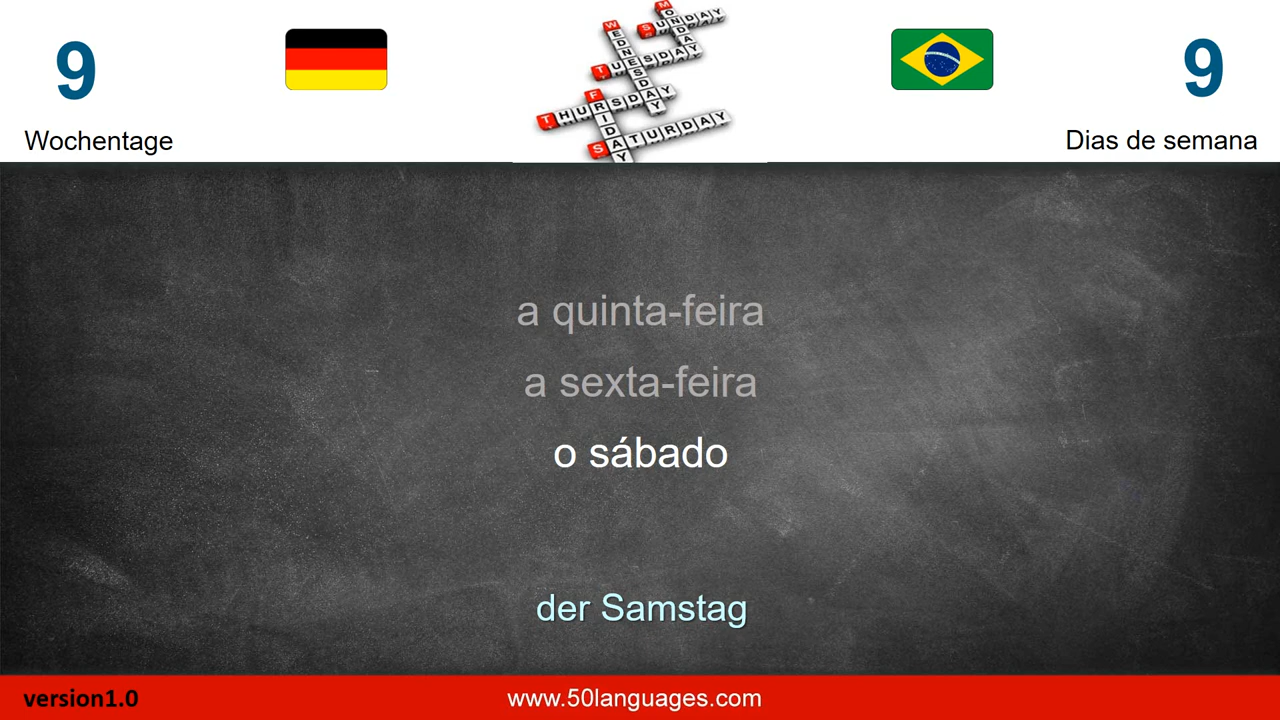 9
9
Wochentage
Dias de semana
WEDNESDAY
MONDAY
SUNDAY
TUESDAY
THURSDAY
FRIDAY
SATURDAY
a quinta-feira
a sexta-feira
o sábado
der Samstag
version1.0
www.50languages.com